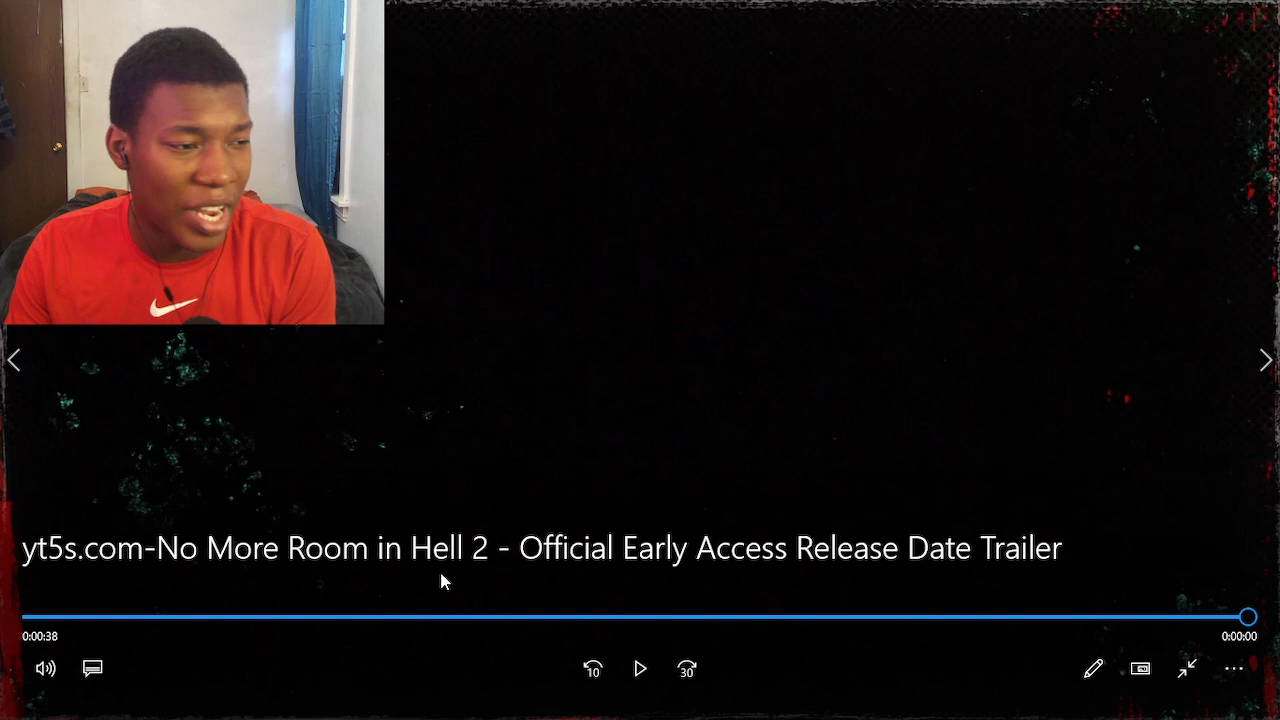 yt5s.com-No More Room in Hell 2 - Official Early Access Release Date Trailer
0:00:38
0:00:00
10
30